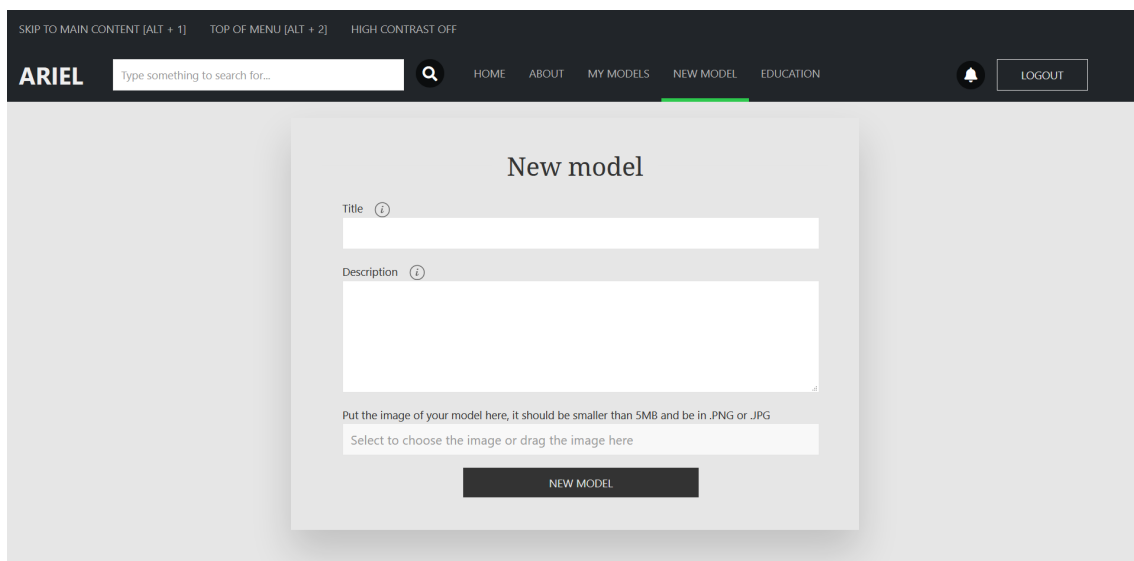 SKIP TO MAIN CONTENT [ALT + 1] TOP OF MENU [ALT + 2] HIGH CONTRAST OFF
ARIEL Type something to search for... HOME ABOUT MY MODELS NEW MODEL EDUCATION LOGOUT
New model
Title i
Description i
Put the image of your model here, it should be smaller than 5MB and be in .PNG or .JPG
Select to choose the image or drag the image here
NEW MODEL